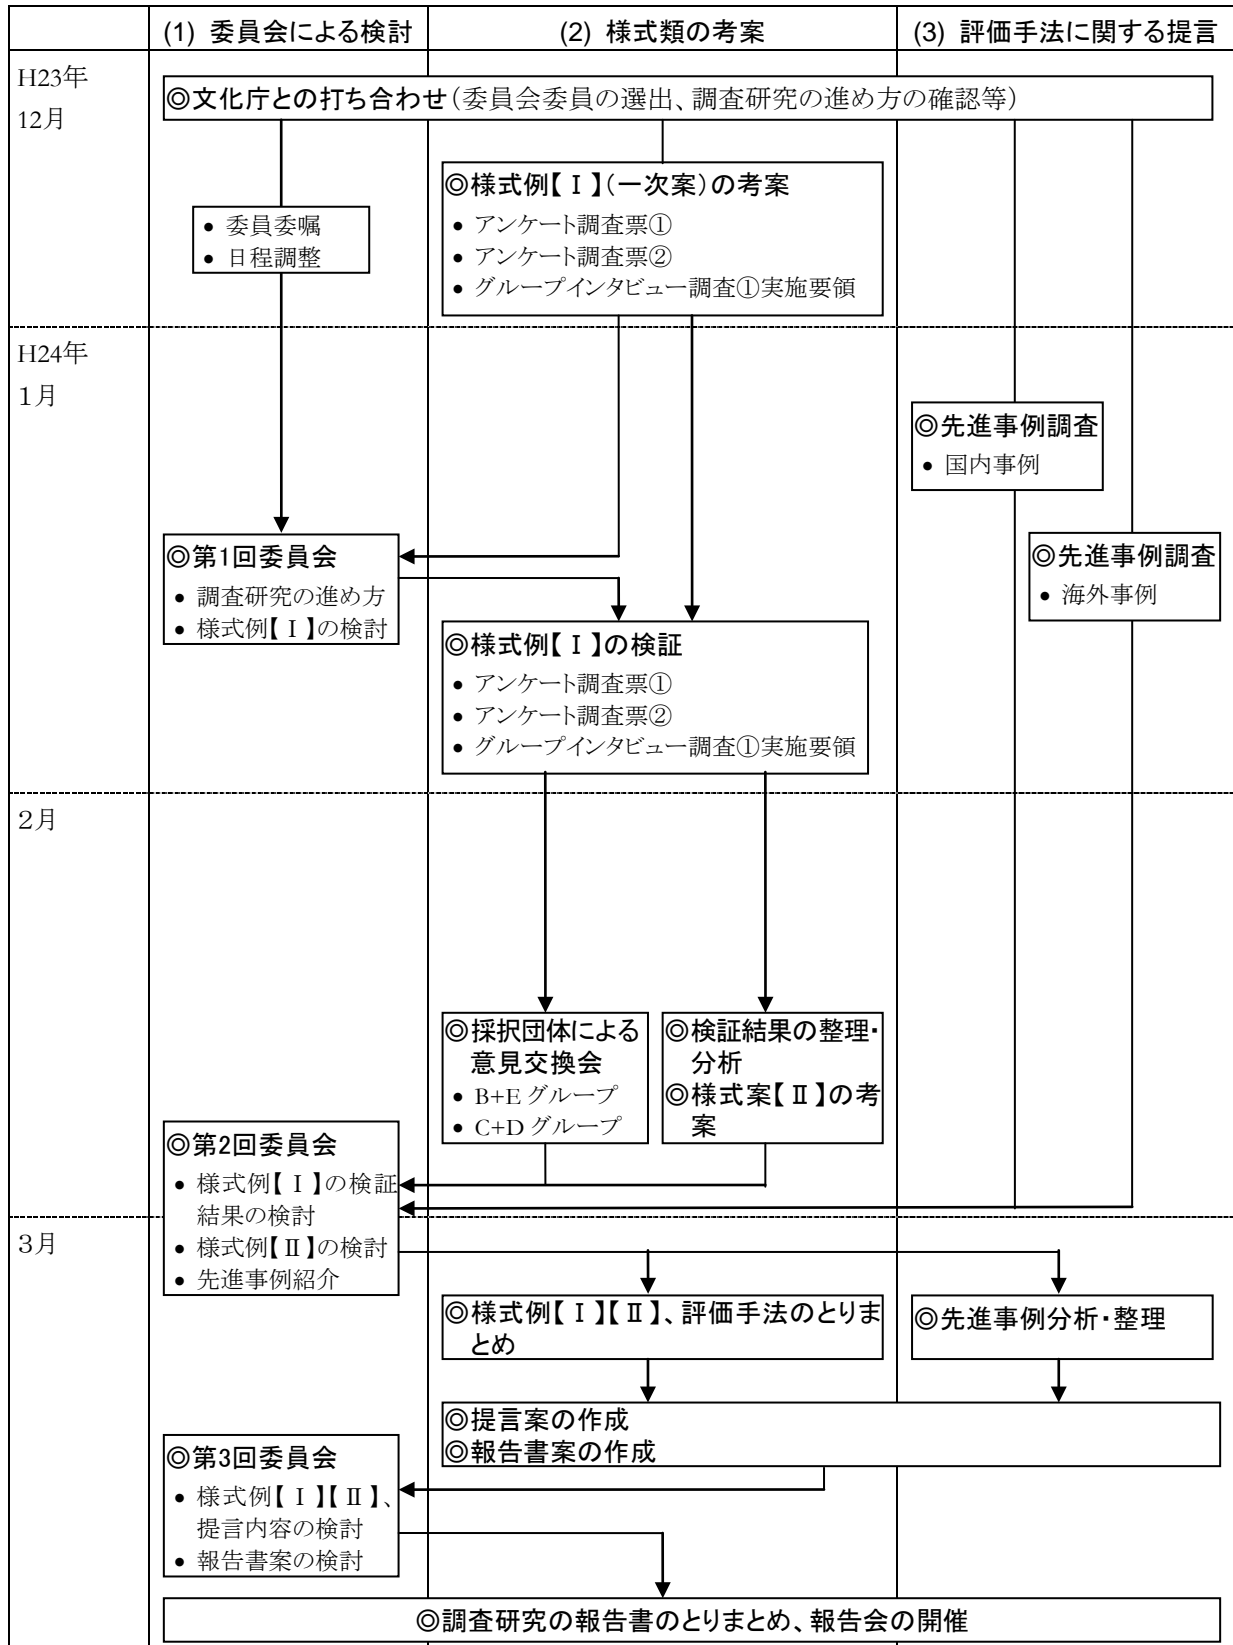 (1) 委員会による検討
(2) 様式類の考案
(3) 評価手法に関する提言
H23年
12月
◎文化庁との打ち合わせ(委員会委員の選出、調査研究の進め方の確認等)
● 委員委嘱
● 日程調整
◎様式例【Ⅰ】(一次案)の考案
● アンケート調査票①
● アンケート調査票②
● グループインタビュー調査①実施要領
H24年
1月
◎先進事例調査
● 国内事例
◎第1回委員会
● 調査研究の進め方
● 様式例【Ⅰ】の検討
◎先進事例調査
● 海外事例
◎様式例【Ⅰ】の検証
● アンケート調査票①
● アンケート調査票②
● グループインタビュー調査①実施要領
2月
◎採択団体による
意見交換会
● B+E グループ
● C+D グループ
◎検証結果の整理・
分析
◎様式案【Ⅱ】の考
案
◎第2回委員会
● 様式例【Ⅰ】の検証
結果の検討
● 様式例【Ⅱ】の検討
● 先進事例紹介
3月
◎様式例【Ⅰ】【Ⅱ】、評価手法のとりま
とめ
◎先進事例分析・整理
◎提言案の作成
◎報告書案の作成
◎第3回委員会
● 様式例【Ⅰ】【Ⅱ】、
提言内容の検討
● 報告書案の検討
◎調査研究の報告書のとりまとめ、報告会の開催